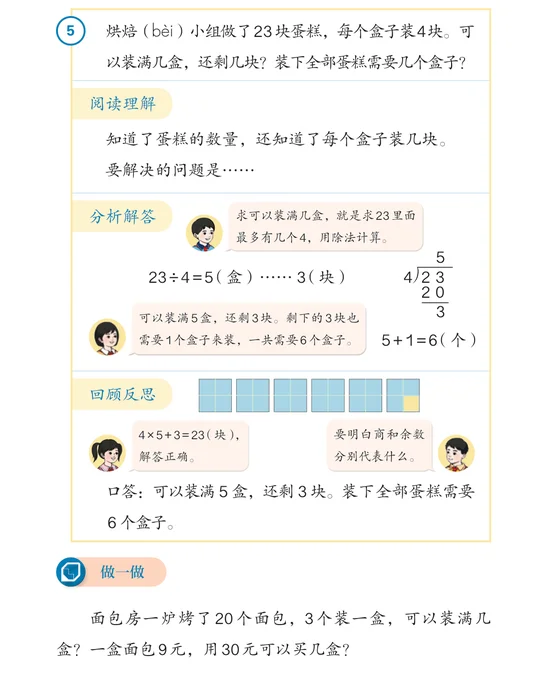 5
烘焙（bèi）小组做了23块蛋糕，每个盒子装4块。可
以装满几盒，还剩几块？装下全部蛋糕需要几个盒子？
阅读理解
知道了蛋糕的数量，还知道了每个盒子装几块。
要解决的问题是……
分析解答
求可以装满几盒，就是求23里面
最多有几个4，用除法计算。
23÷4=5（盒）……3（块）
5
4)23
20
3
可以装满5盒，还剩3块。剩下的3块也
需要1个盒子来装，一共需要6个盒子。
5+1=6（个）
回顾反思
4×5+3=23（块），
解答正确。
要明白商和余数
分别代表什么。
口答：可以装满5盒，还剩3块。装下全部蛋糕需要
6个盒子。
做一做
面包房一炉烤了20个面包，3个装一盒，可以装满几
盒？一盒面包9元，用30元可以买几盒？